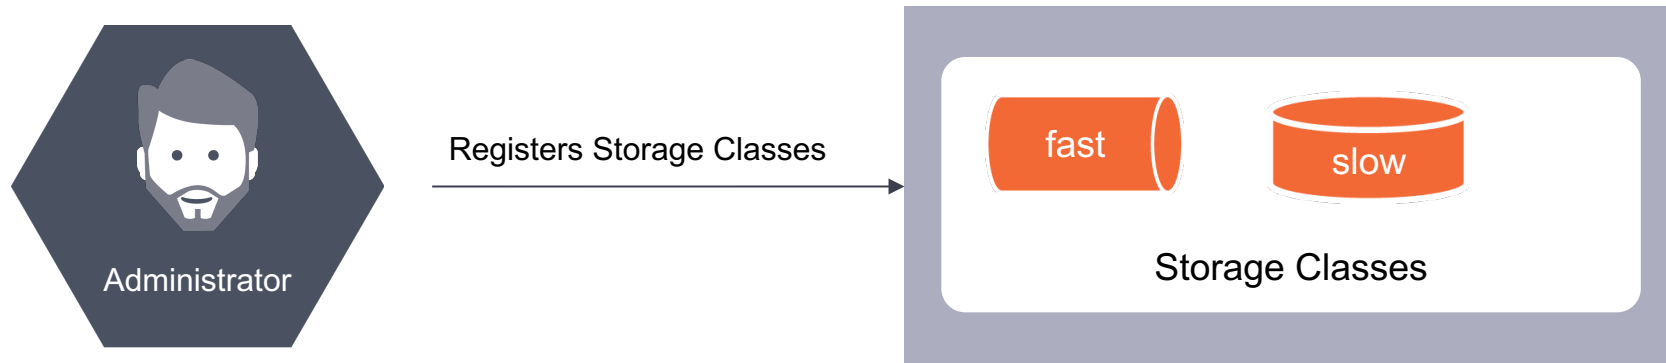 Administrator
Registers Storage Classes
fast
slow
Storage Classes